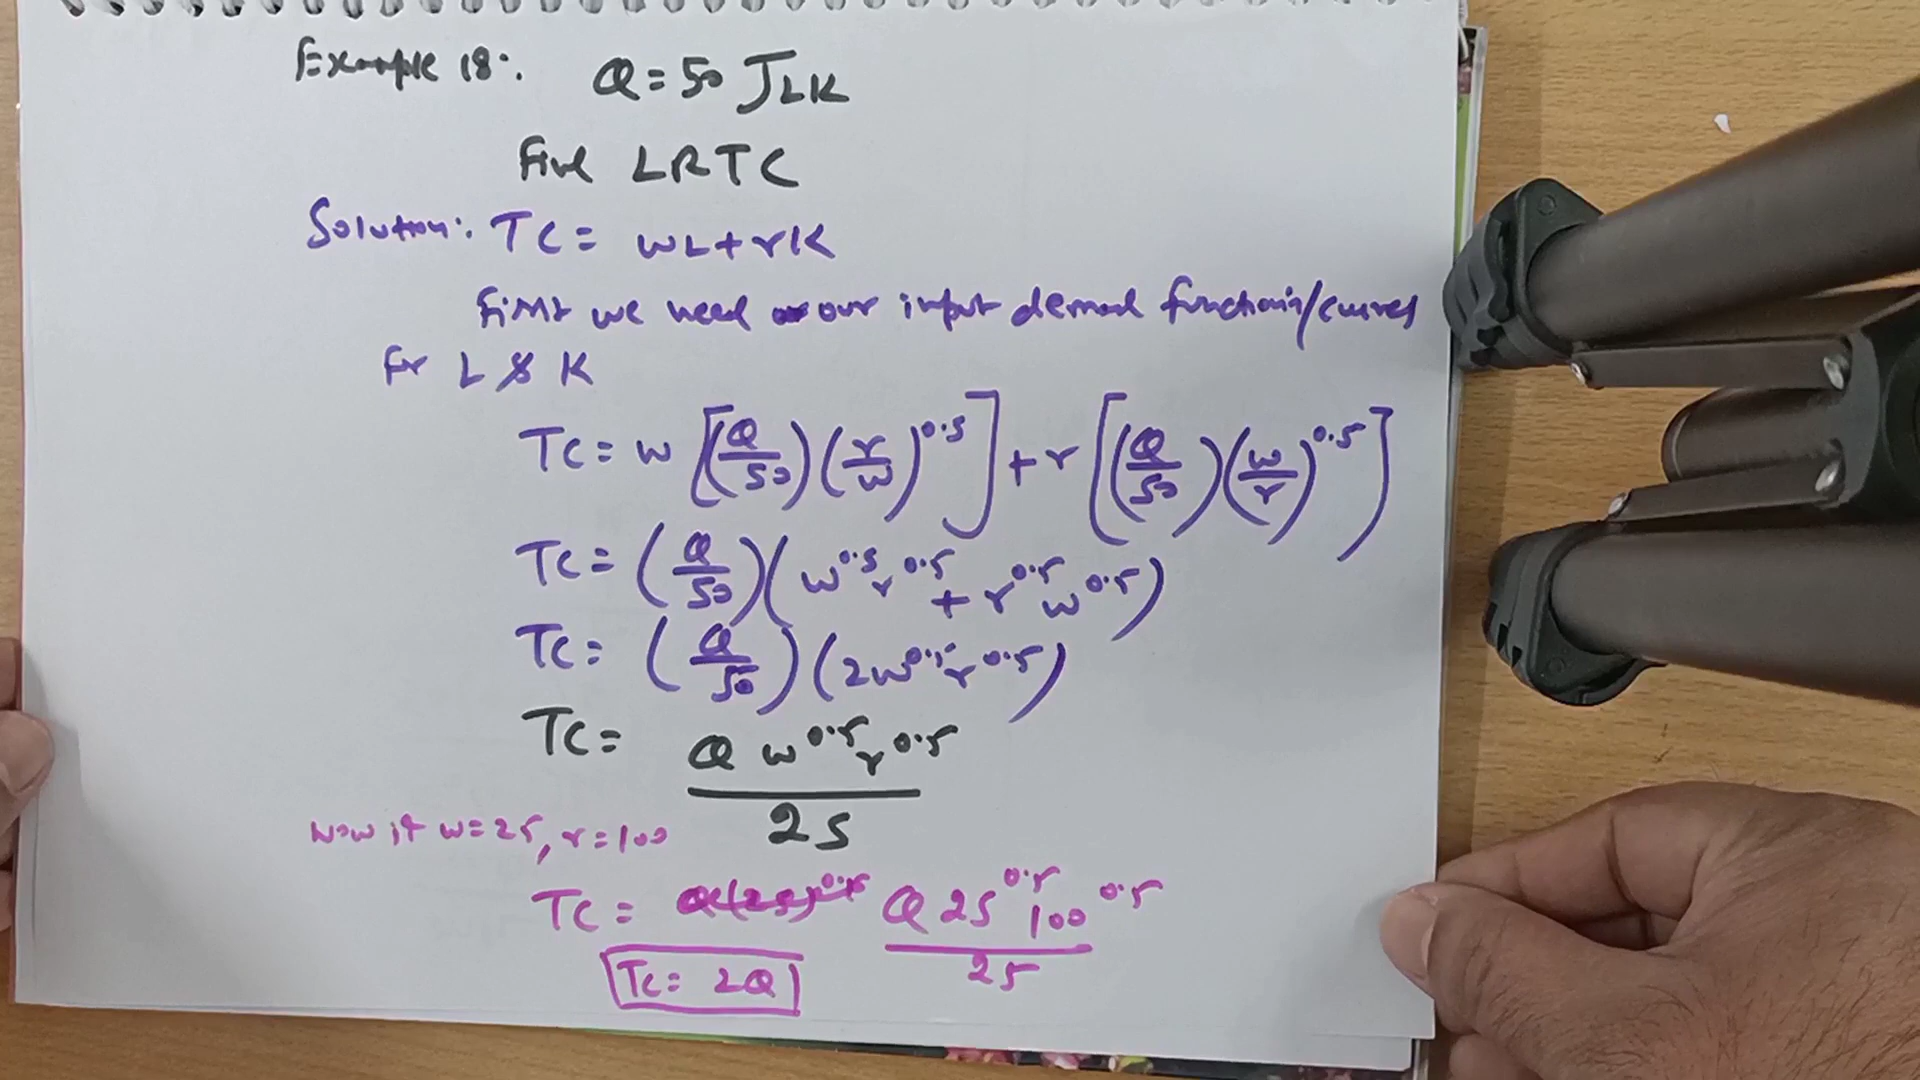 Example 18:. Q = 50 √LK
Find LRTC
Solution:. TC = wL + rK
First we need our input demand functions/curves
for L & K
TC = w [(Q/50)(r/w)^0.5] + r [(Q/50)(w/r)^0.5]
TC = (Q/50)(w^0.5 r^0.5 + r^0.5 w^0.5)
TC = (Q/50)(2w^0.5 r^0.5)
TC = Q w^0.5 r^0.5 / 25
Now if w = 25, r = 100
TC = Q 25^0.5 100^0.5 / 25
TC = 2Q